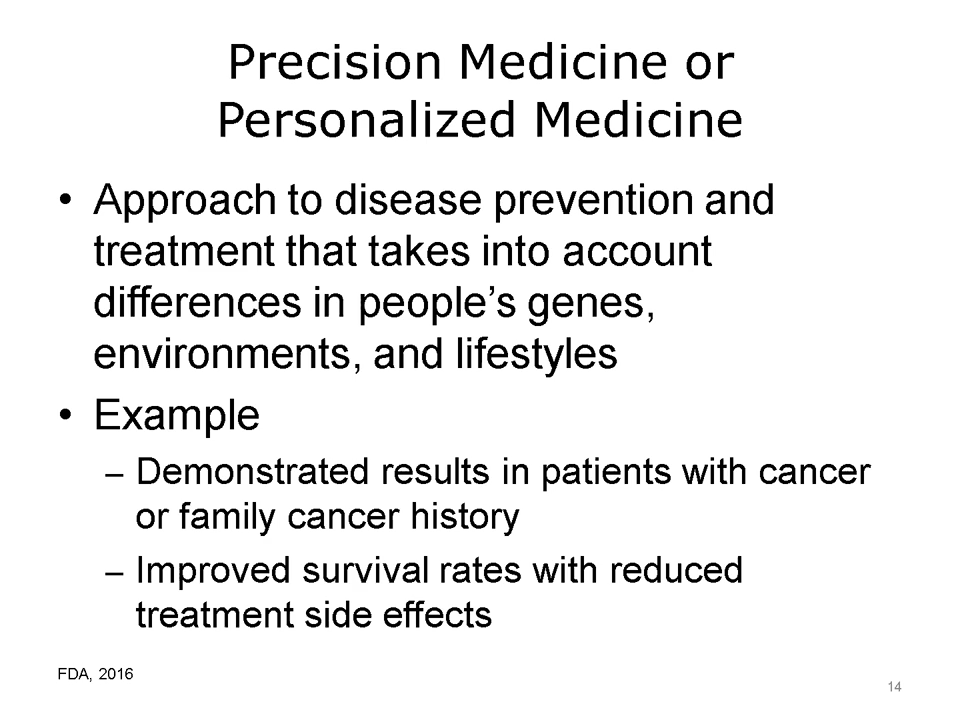 Precision Medicine or
Personalized Medicine
• Approach to disease prevention and
treatment that takes into account
differences in people’s genes,
environments, and lifestyles
• Example
– Demonstrated results in patients with cancer
or family cancer history
– Improved survival rates with reduced
treatment side effects
FDA, 2016
14